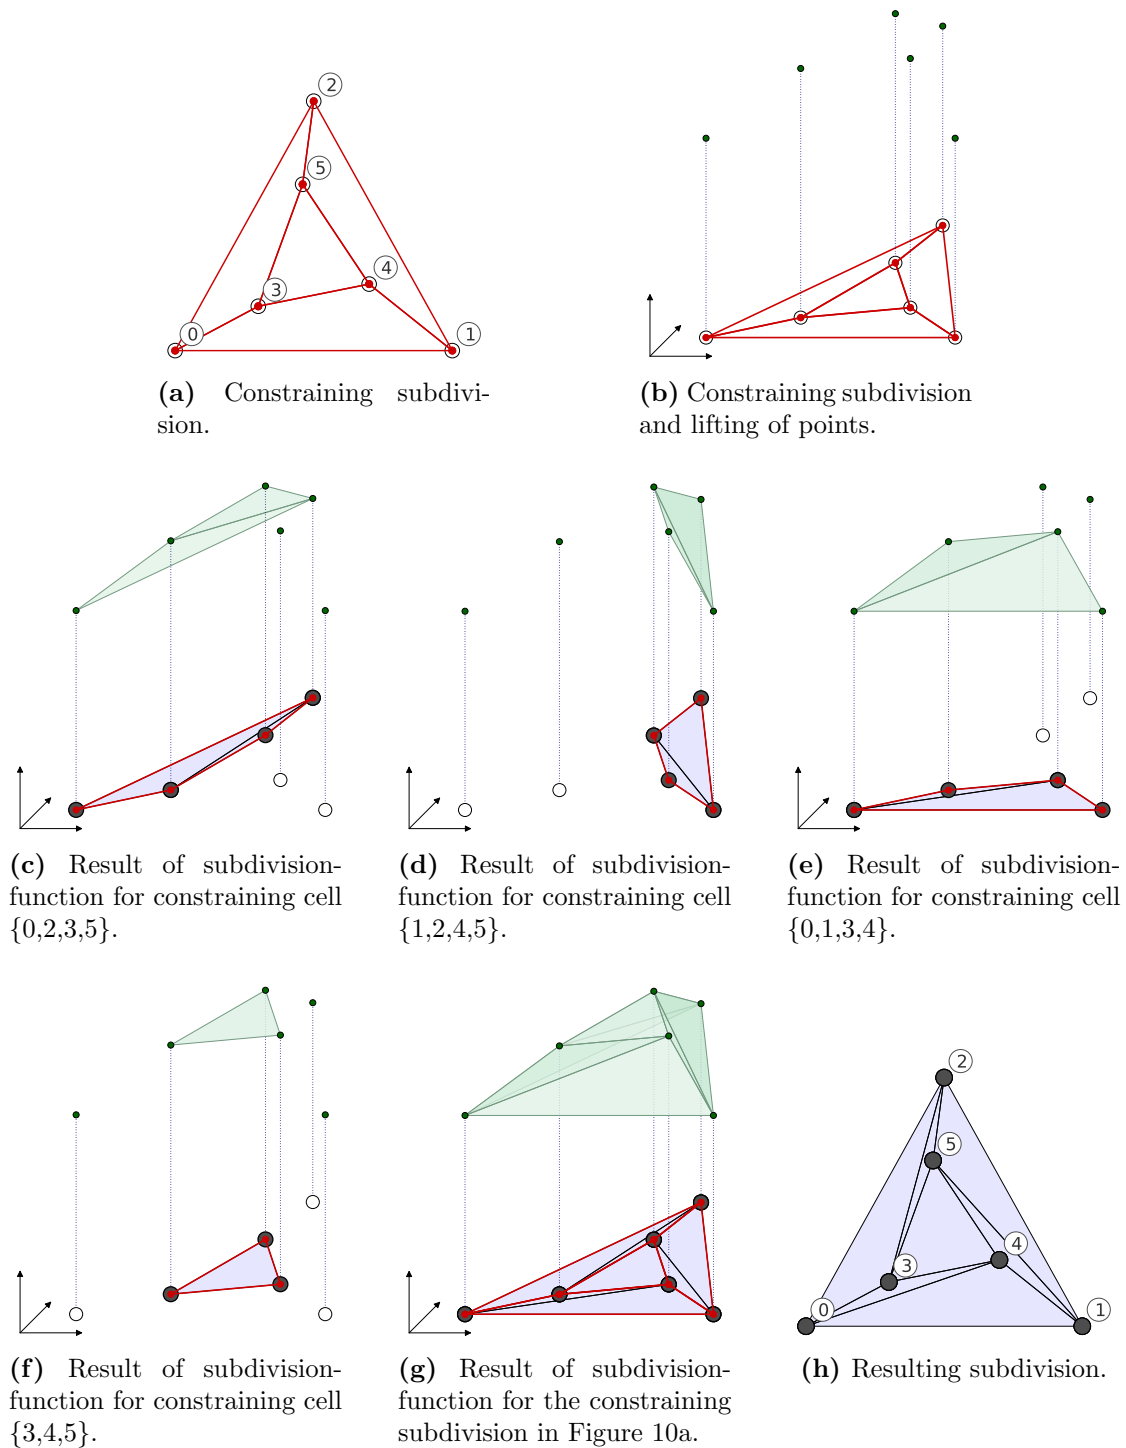 2
5
4
3
0
1
(a) Constraining subdivi-
sion.
(b) Constraining subdivision
and lifting of points.
(c) Result of subdivision-
function for constraining cell
{0,2,3,5}.
(d) Result of subdivision-
function for constraining cell
{1,2,4,5}.
(e) Result of subdivision-
function for constraining cell
{0,1,3,4}.
2
5
4
3
0
1
(f) Result of subdivision-
function for constraining cell
{3,4,5}.
(g) Result of subdivision-
function for the constraining
subdivision in Figure 10a.
(h) Resulting subdivision.